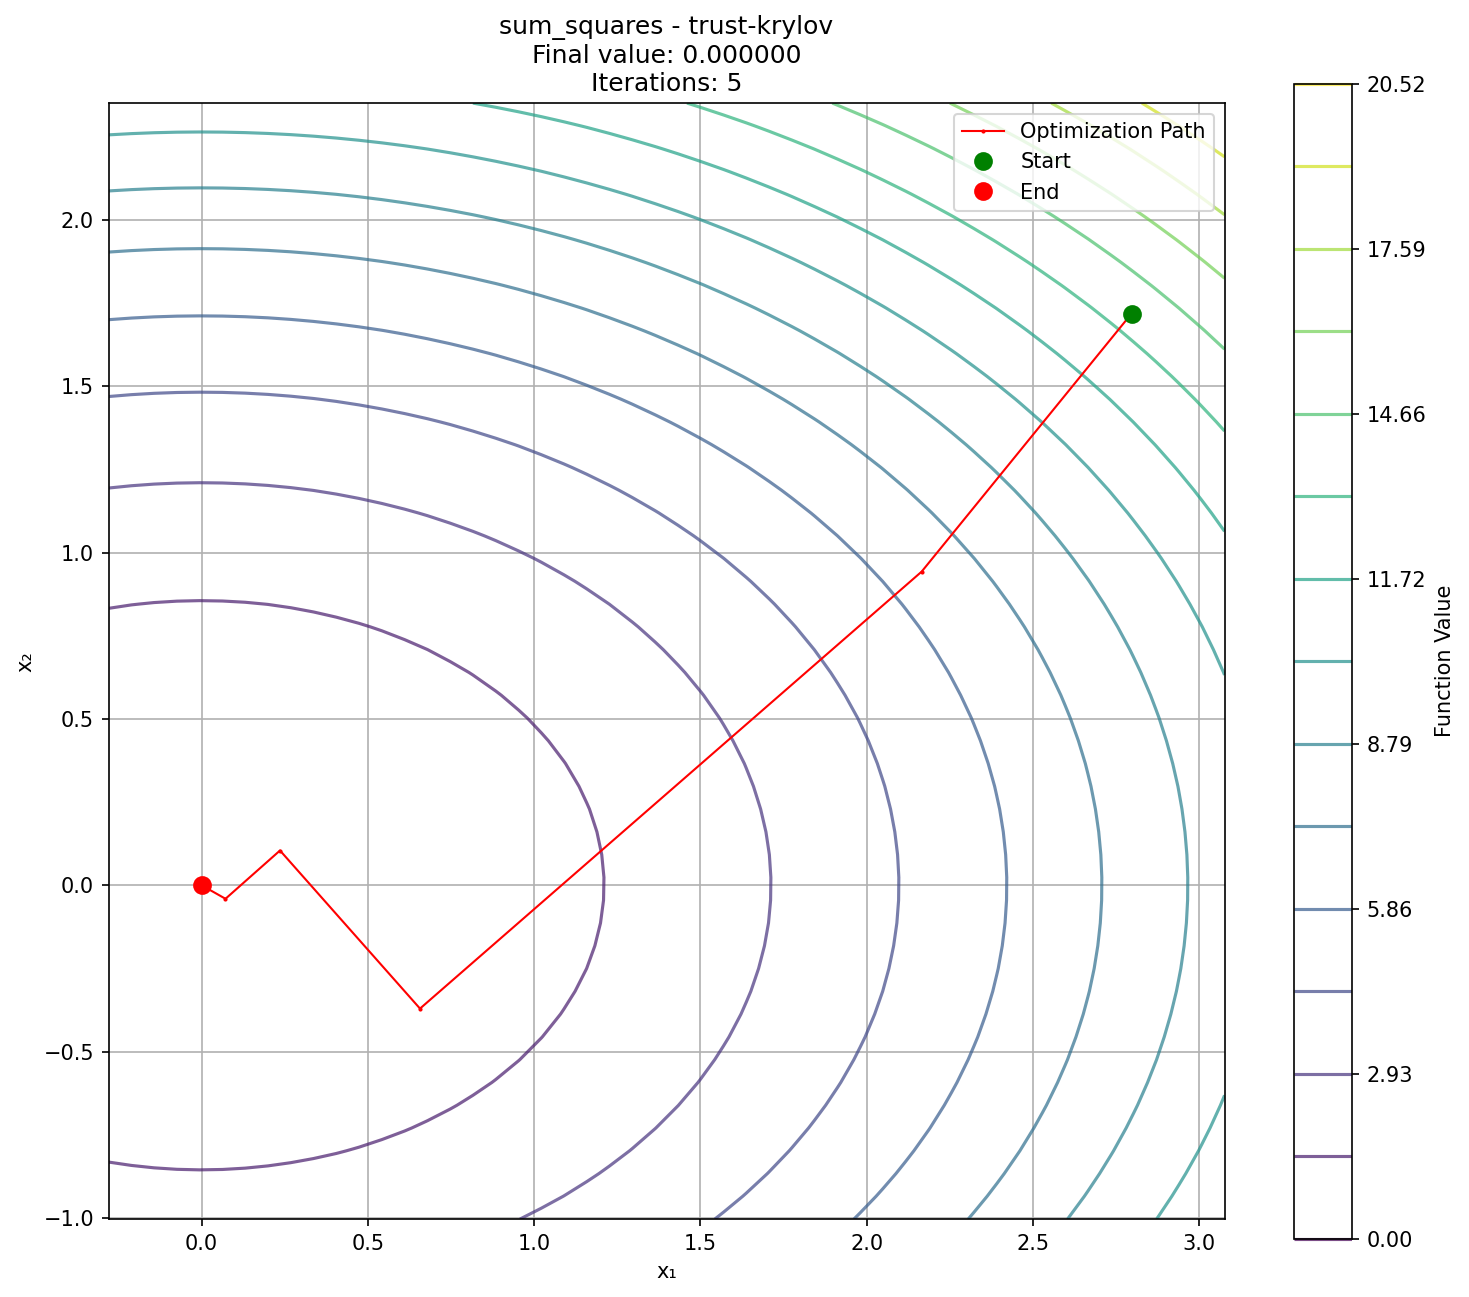 sum_squares - trust-krylov
Final value: 0.000000
Iterations: 5
Optimization Path
Start
End
2.0
1.5
1.0
0.5
0.0
−0.5
−1.0
x₂
0.0
0.5
1.0
1.5
2.0
2.5
3.0
x₁
20.52
17.59
14.66
11.72
8.79
5.86
2.93
0.00
Function Value